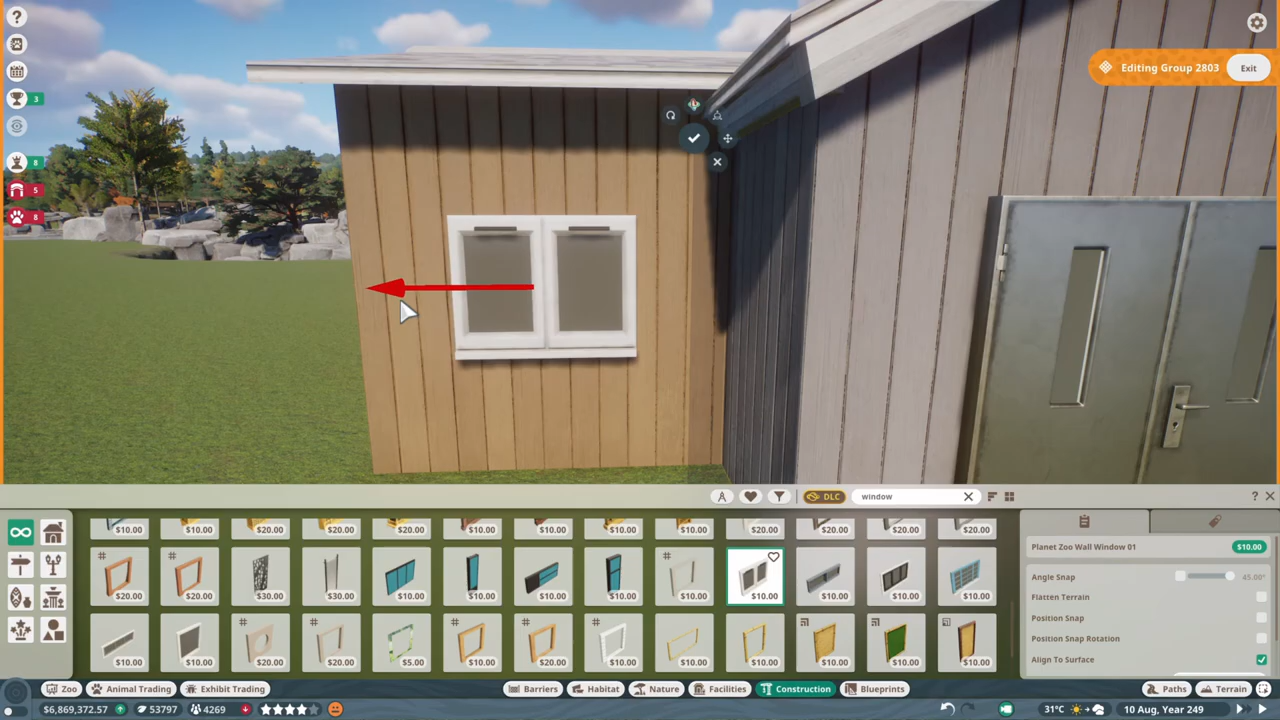 ?
Editing Group 2803
Exit
3
8
5
8
DLC
window
?
$10.00
$10.00
$20.00
$20.00
$20.00
$10.00
$10.00
$10.00
$10.00
$20.00
$10.00
$10.00
$10.00
$20.00
$20.00
$30.00
$30.00
$10.00
$10.00
$10.00
$10.00
$10.00
$10.00
$10.00
$10.00
$10.00
$10.00
$10.00
$20.00
$20.00
$5.00
$10.00
$20.00
$10.00
$10.00
$10.00
$10.00
$10.00
$10.00
Planet Zoo Wall Window 01
$10.00
Angle Snap
45.00°
Flatten Terrain
Position Snap
Position Snap Rotation
Align To Surface
Zoo
Animal Trading
Exhibit Trading
Barriers
Habitat
Nature
Facilities
Construction
Blueprints
Paths
Terrain
$6,869,372.57
53797
4269
31°C
10 Aug, Year 249